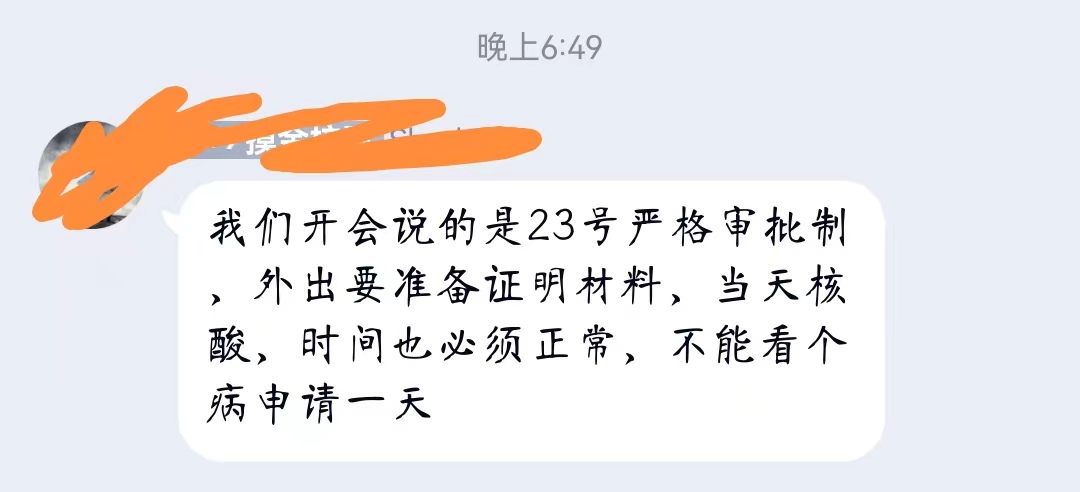 晚上6:49
我们开会说的是23号严格审批制
，外出要准备证明材料，当天核
酸，时间也必须正常，不能看个
病申请一天